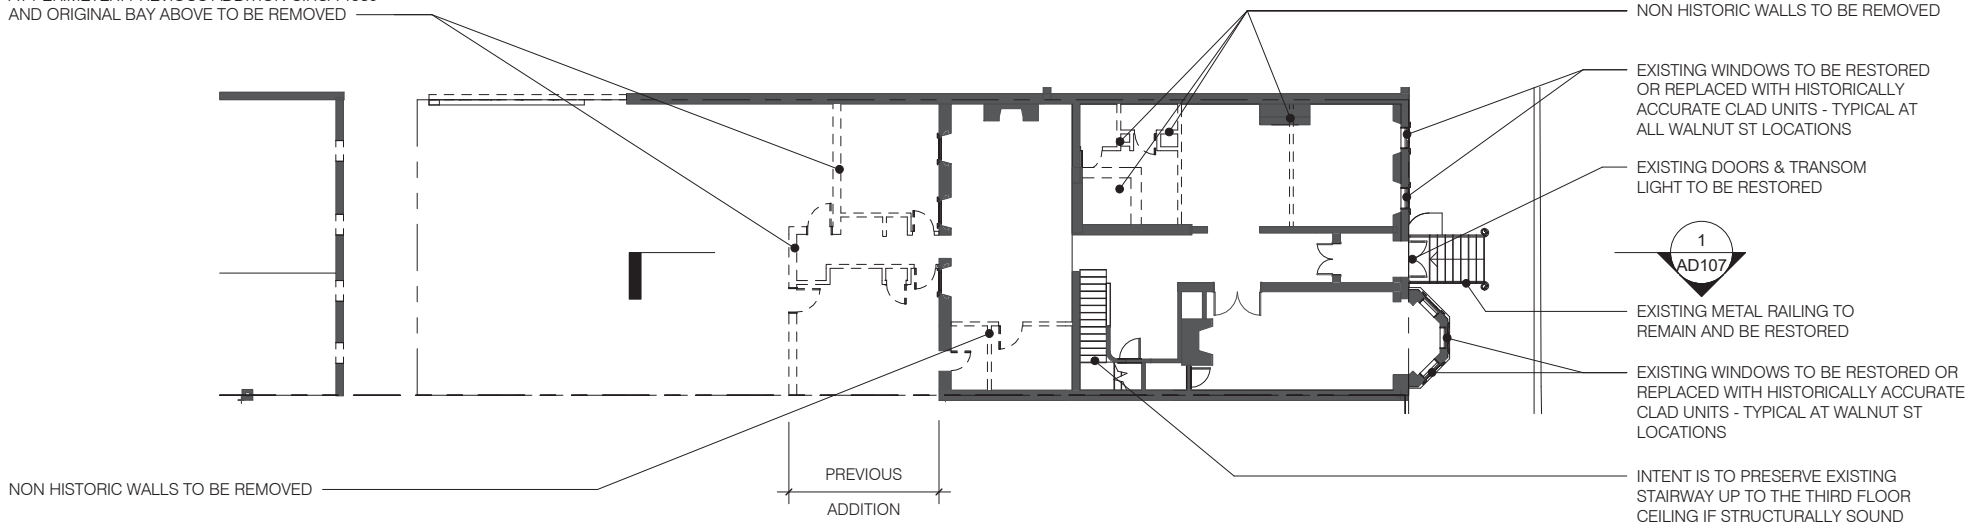 AND ORIGINAL BAY ABOVE TO BE REMOVED
NON HISTORIC WALLS TO BE REMOVED
EXISTING WINDOWS TO BE RESTORED
OR REPLACED WITH HISTORICALLY
ACCURATE CLAD UNITS - TYPICAL AT
ALL WALNUT ST LOCATIONS
EXISTING DOORS & TRANSOM
LIGHT TO BE RESTORED
1
AD107
EXISTING METAL RAILING TO
REMAIN AND BE RESTORED
EXISTING WINDOWS TO BE RESTORED OR
REPLACED WITH HISTORICALLY ACCURATE
CLAD UNITS - TYPICAL AT WALNUT ST
LOCATIONS
INTENT IS TO PRESERVE EXISTING
STAIRWAY UP TO THE THIRD FLOOR
CEILING IF STRUCTURALLY SOUND
NON HISTORIC WALLS TO BE REMOVED
PREVIOUS
ADDITION